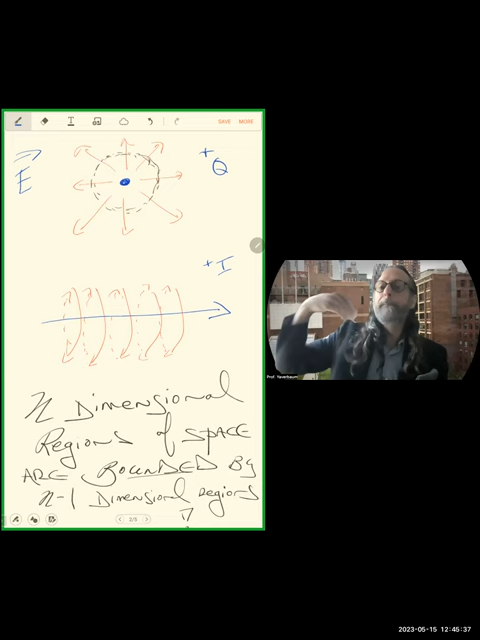 T
SAVE MORE
E
+Q
+I
n Dimensional
Regions of SPACE
ARE BOUNDED By
n-1 Dimensional regions
2/5
Prof. Yaverbaum
2023-05-15 12:45:37